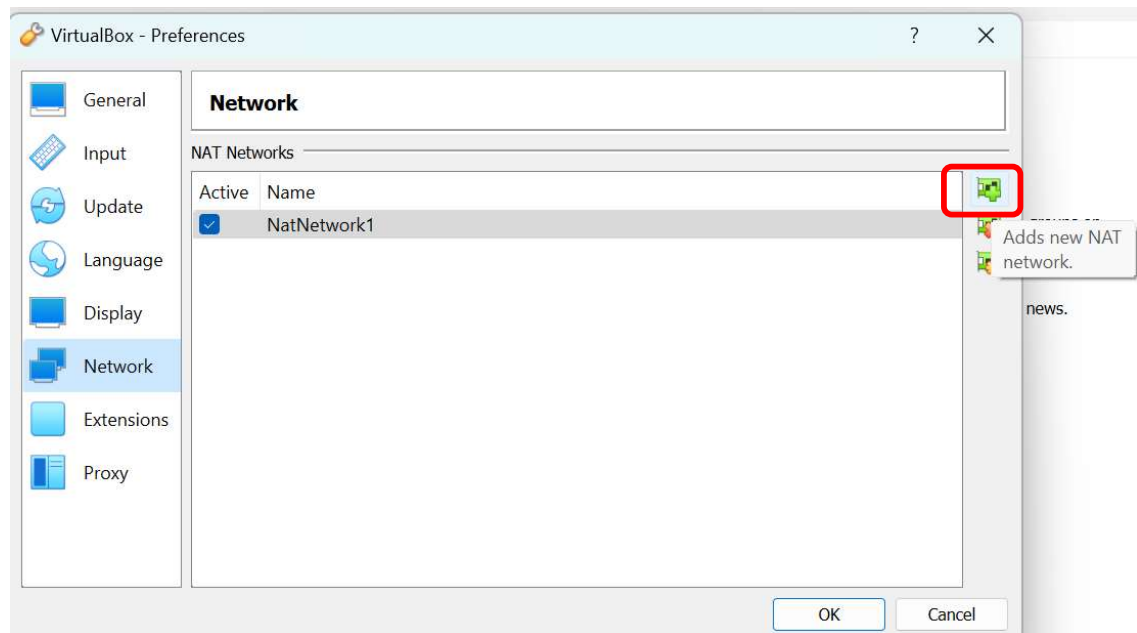 VirtualBox - Preferences ?
General
Input
Update
Language
Display
Network
Extensions
Proxy
Network
NAT Networks
Active Name
NatNetwork1
Adds new NAT
network.
news.
OK Cancel